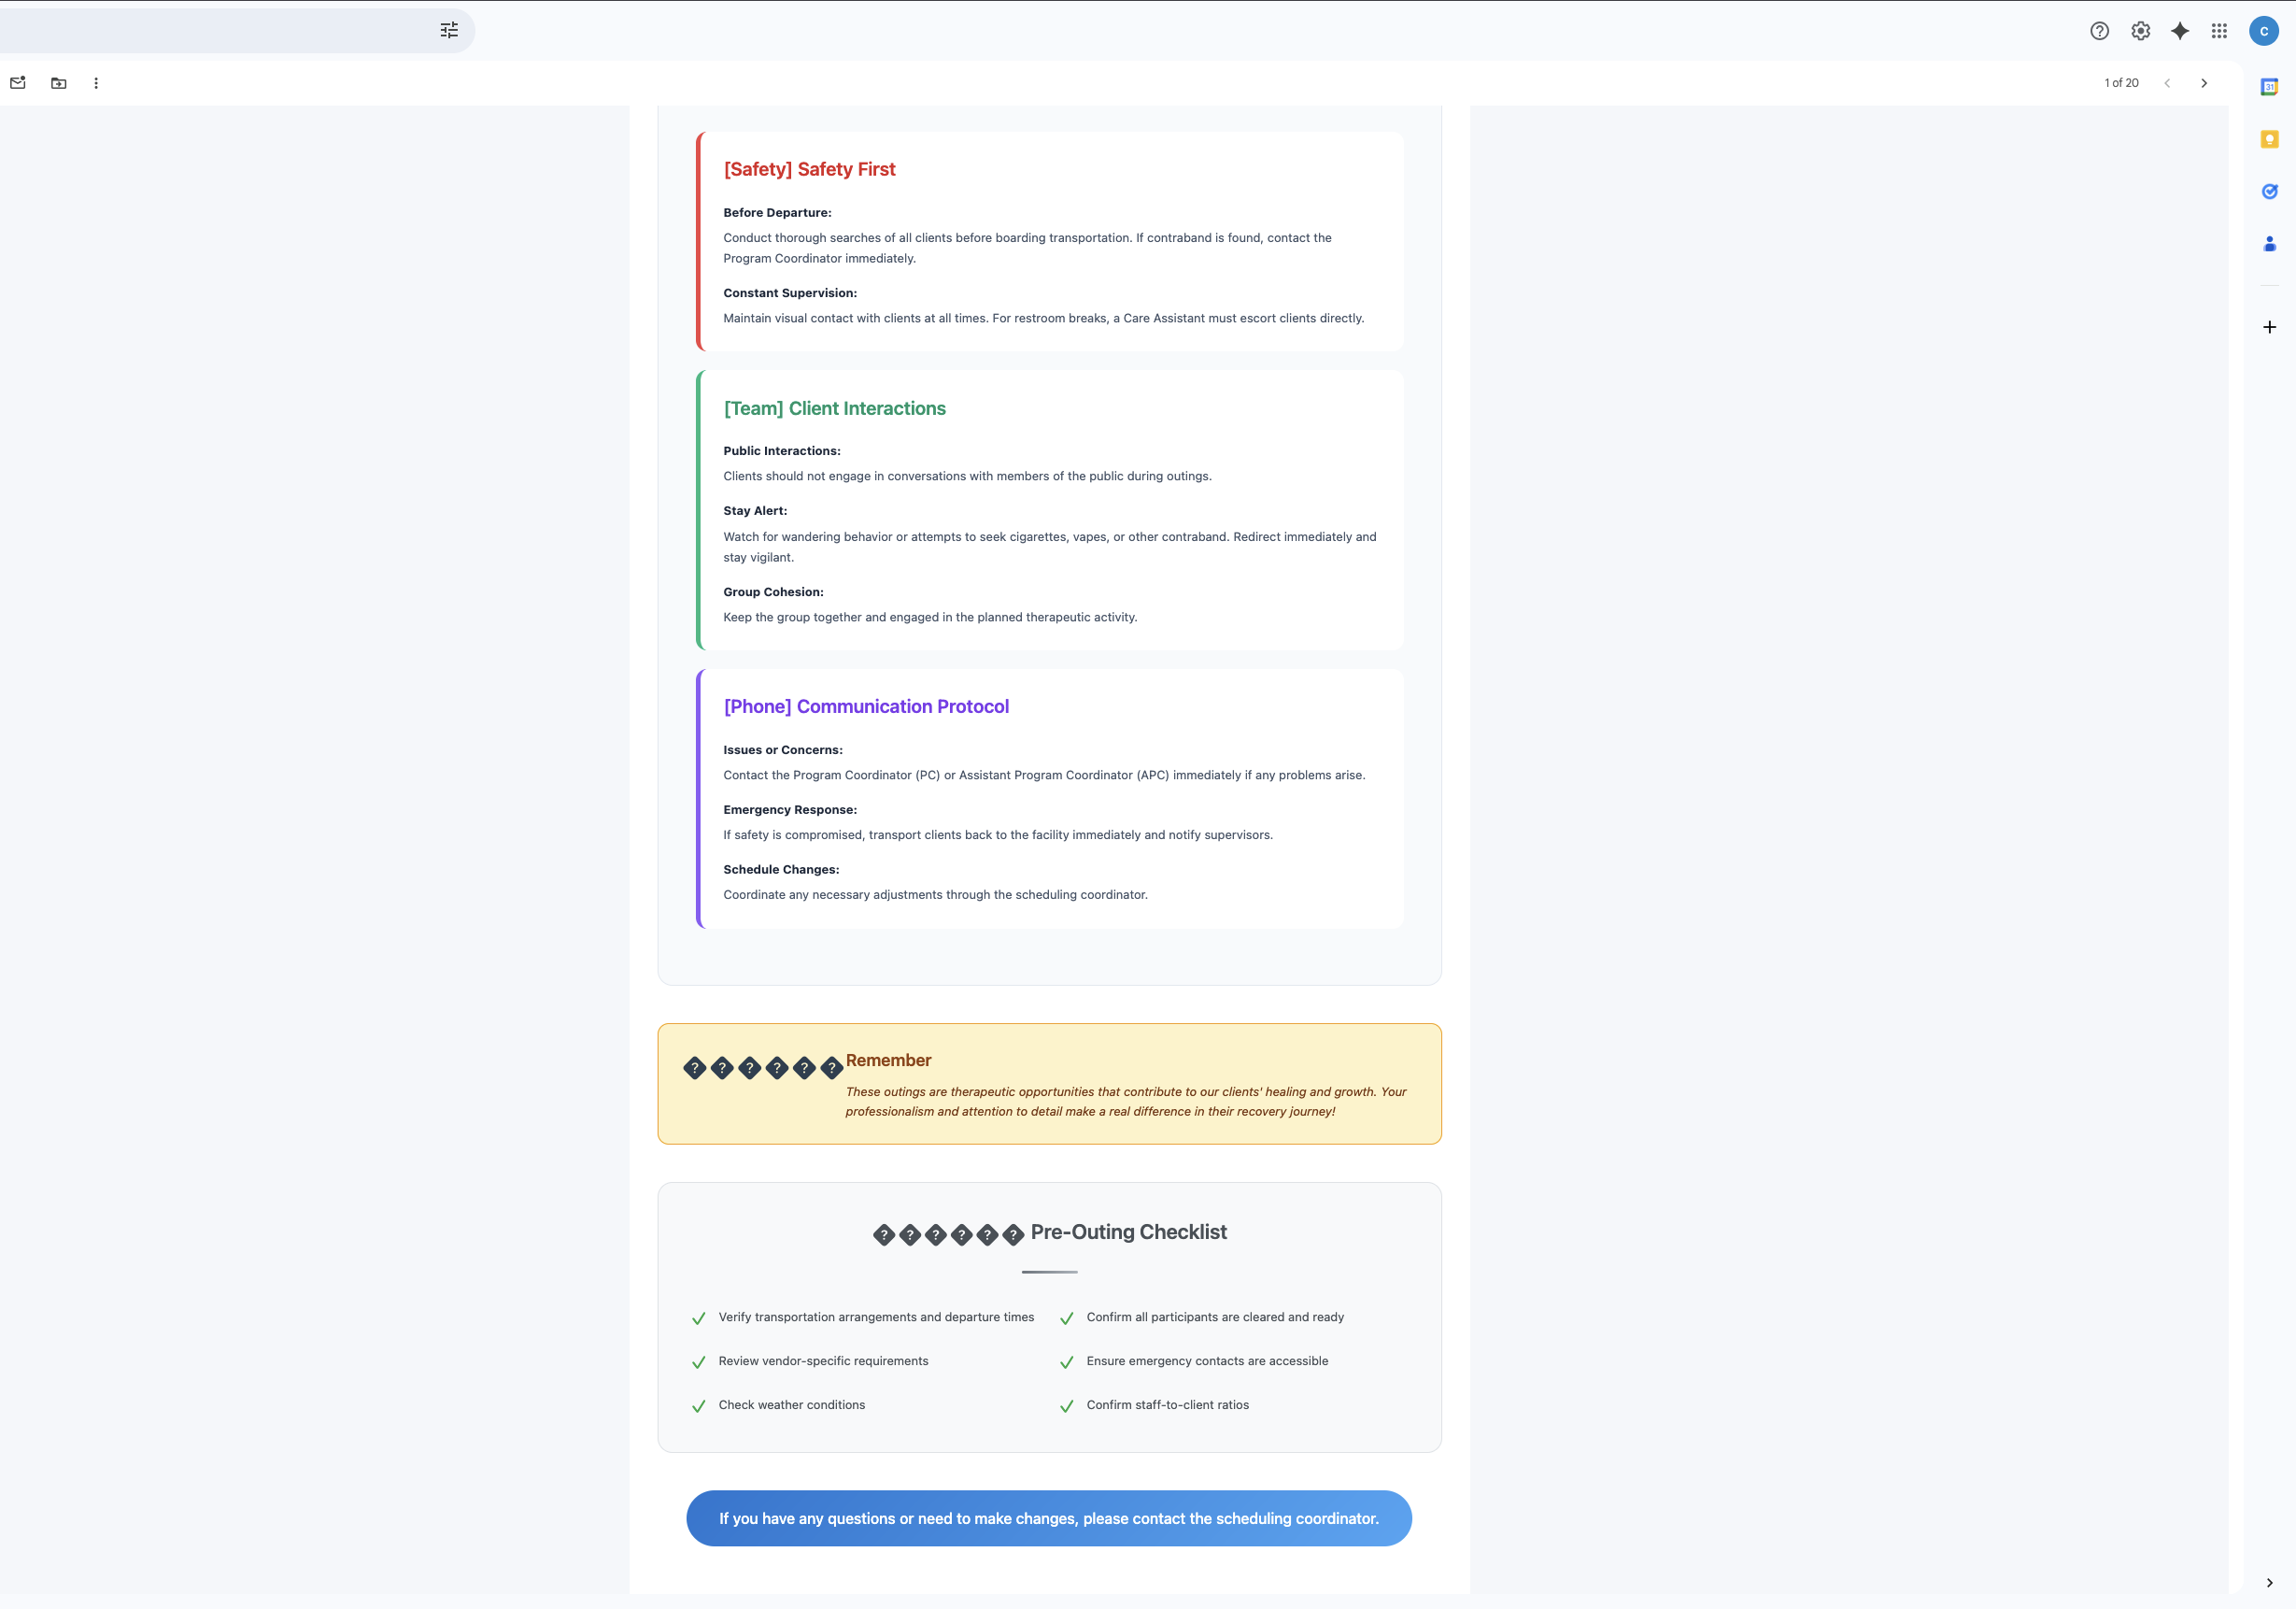 C
1 of 20
31
[Safety] Safety First
Before Departure:
Conduct thorough searches of all clients before boarding transportation. If contraband is found, contact the
Program Coordinator immediately.
Constant Supervision:
Maintain visual contact with clients at all times. For restroom breaks, a Care Assistant must escort clients directly.
[Team] Client Interactions
Public Interactions:
Clients should not engage in conversations with members of the public during outings.
Stay Alert:
Watch for wandering behavior or attempts to seek cigarettes, vapes, or other contraband. Redirect immediately and
stay vigilant.
Group Cohesion:
Keep the group together and engaged in the planned therapeutic activity.
[Phone] Communication Protocol
Issues or Concerns:
Contact the Program Coordinator (PC) or Assistant Program Coordinator (APC) immediately if any problems arise.
Emergency Response:
If safety is compromised, transport clients back to the facility immediately and notify supervisors.
Schedule Changes:
Coordinate any necessary adjustments through the scheduling coordinator.
������ Remember
These outings are therapeutic opportunities that contribute to our clients' healing and growth. Your
professionalism and attention to detail make a real difference in their recovery journey!
������ Pre-Outing Checklist
✓ Verify transportation arrangements and departure times
✓ Confirm all participants are cleared and ready
✓ Review vendor-specific requirements
✓ Ensure emergency contacts are accessible
✓ Check weather conditions
✓ Confirm staff-to-client ratios
If you have any questions or need to make changes, please contact the scheduling coordinator.